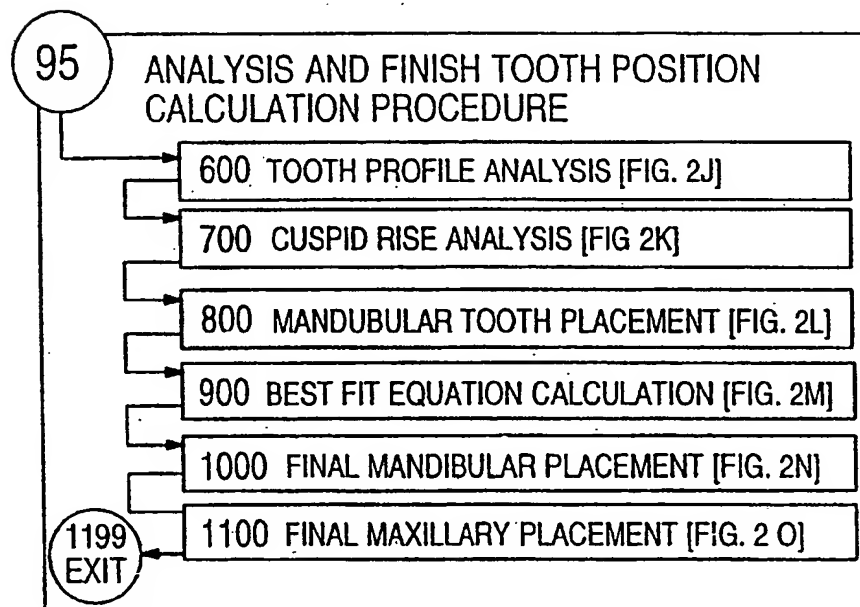 95
ANALYSIS AND FINISH TOOTH POSITION
CALCULATION PROCEDURE
600 TOOTH PROFILE ANALYSIS [FIG. 2J]
700 CUSPID RISE ANALYSIS [FIG 2K]
800 MANDUBULAR TOOTH PLACEMENT [FIG. 2L]
900 BEST FIT EQUATION CALCULATION [FIG. 2M]
1000 FINAL MANDIBULAR PLACEMENT [FIG. 2N]
1100 FINAL MAXILLARY PLACEMENT [FIG. 2 O]
1199
EXIT